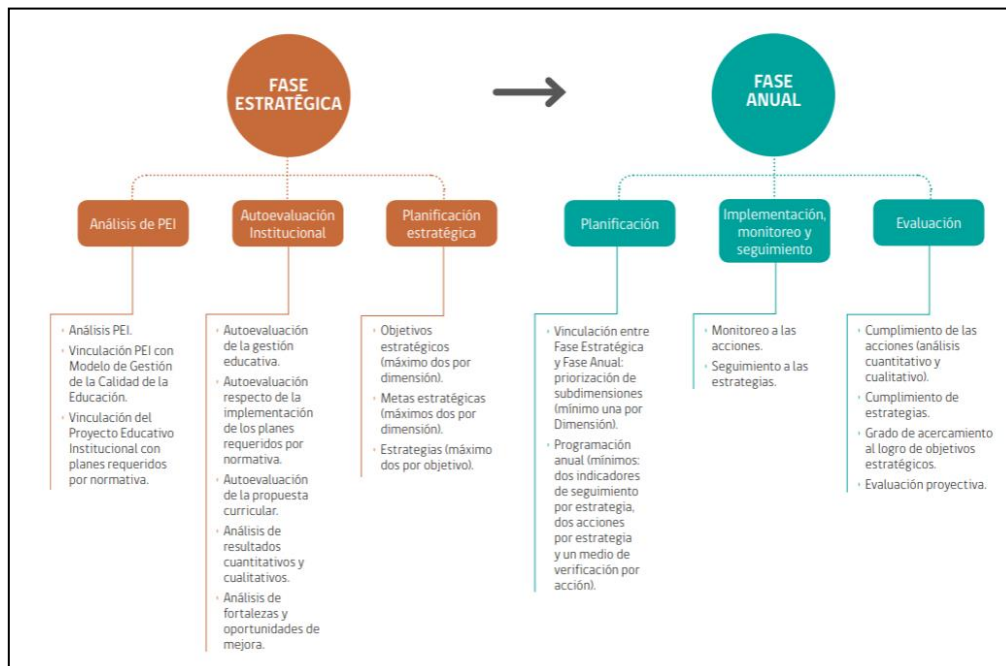 FASE
ESTRATÉGICA
FASE
ANUAL
Análisis de PEI
Autoevaluación
Institucional
Planificación
estratégica
Planificación
Implementación,
monitoreo y
seguimiento
Evaluación
› Análisis PEI.
› Vinculación PEI con
Modelo de Gestión
de la Calidad de la
Educación.
› Vinculación del
Proyecto Educativo
Institucional con
planes requeridos
por normativa.
› Autoevaluación
de la gestión
educativa.
› Autoevaluación
respecto de la
implementación
de los planes
requeridos por
normativa.
› Autoevaluación
de la propuesta
curricular.
› Análisis de
resultados
cuantitativos y
cualitativos.
› Análisis de
fortalezas y
oportunidades de
mejora.
› Objetivos
estratégicos
(máximo dos por
dimensión).
› Metas estratégicas
(máximos dos por
dimensión).
› Estrategias (máximo
dos por objetivo).
› Vinculación entre
Fase Estratégica
y Fase Anual:
priorización de
subdimensiones
(mínimo una por
Dimensión).
› Programación
anual (mínimos:
dos indicadores
de seguimiento
por estrategia,
dos acciones
por estrategia
y un medio de
verificación por
acción).
› Monitoreo a las
acciones.
› Seguimiento a las
estrategias.
› Cumplimiento de las
acciones (análisis
cuantitativo y
cualitativo).
› Cumplimiento de
estrategias.
› Grado de acercamiento
al logro de objetivos
estratégicos.
› Evaluación proyectiva.